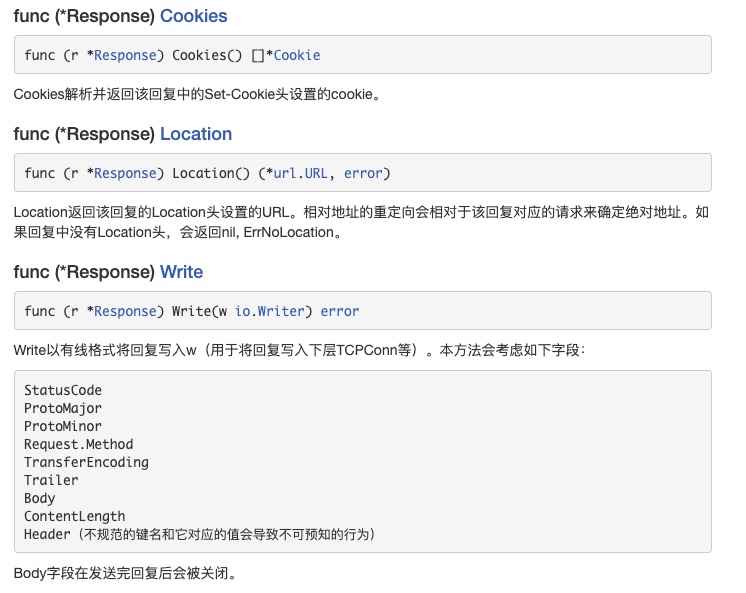 func (*Response) Cookies
func (r *Response) Cookies() []*Cookie
Cookies解析并返回该回复中的Set-Cookie头设置的cookie。
func (*Response) Location
func (r *Response) Location() (*url.URL, error)
Location返回该回复的Location头设置的URL。相对地址的重定向会相对于该回复对应的请求来确定绝对地址。如
果回复中没有Location头，会返回nil, ErrNoLocation。
func (*Response) Write
func (r *Response) Write(w io.Writer) error
Write以有线格式将回复写入w（用于将回复写入下层TCPConn等）。本方法会考虑如下字段：
StatusCode
ProtoMajor
ProtoMinor
Request.Method
TransferEncoding
Trailer
Body
ContentLength
Header（不规范的键名和它对应的值会导致不可预知的行为）
Body字段在发送完回复后会被关闭。